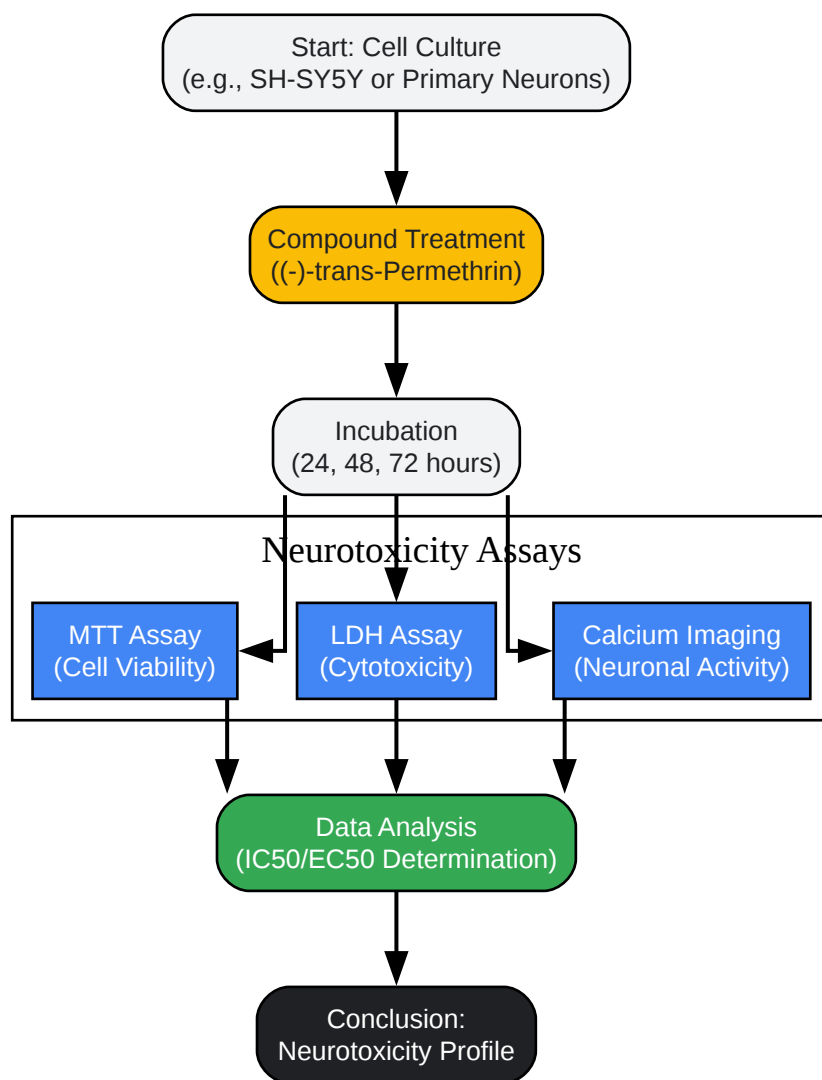 Start: Cell Culture
(e.g., SH-SY5Y or Primary Neurons)
Compound Treatment
((-)-trans-Permethrin)
Incubation
(24, 48, 72 hours)
Neurotoxicity Assays
MTT Assay
(Cell Viability)
LDH Assay
(Cytotoxicity)
Calcium Imaging
(Neuronal Activity)
Data Analysis
(IC50/EC50 Determination)
Conclusion:
Neurotoxicity Profile